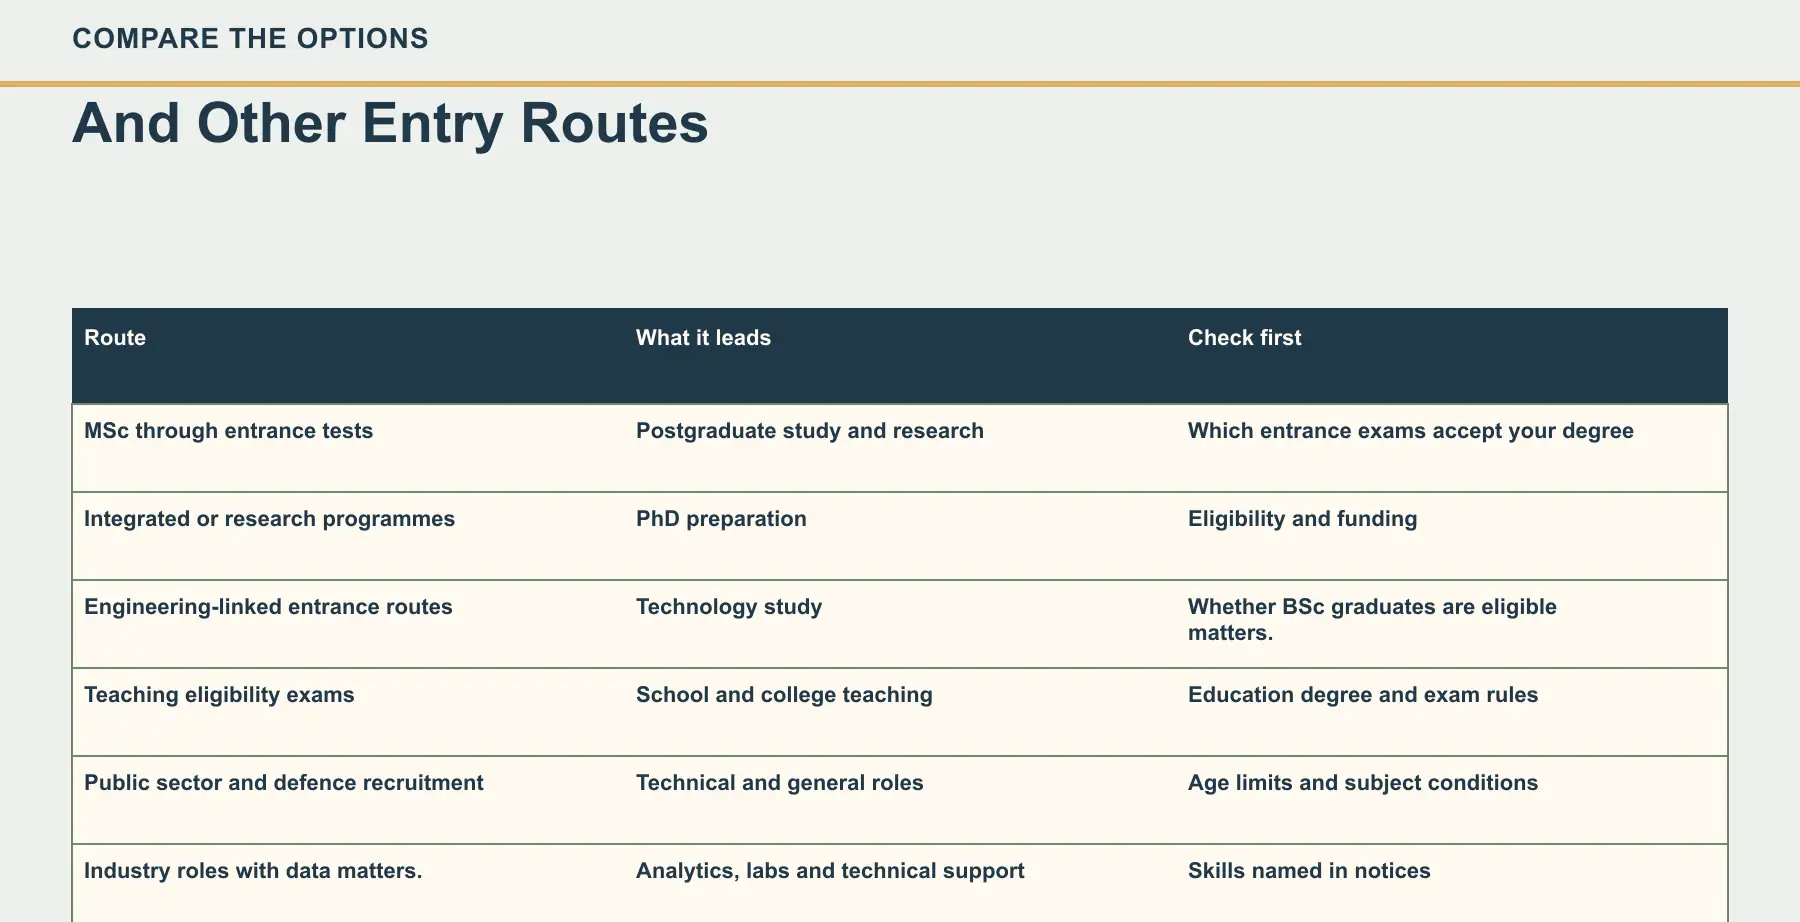 COMPARE THE OPTIONS
And Other Entry Routes
Route What it leads Check first
MSc through entrance tests Postgraduate study and research Which entrance exams accept your degree
Integrated or research programmes PhD preparation Eligibility and funding
Engineering-linked entrance routes Technology study Whether BSc graduates are eligible
matters.
Teaching eligibility exams School and college teaching Education degree and exam rules
Public sector and defence recruitment Technical and general roles Age limits and subject conditions
Industry roles with data matters. Analytics, labs and technical support Skills named in notices